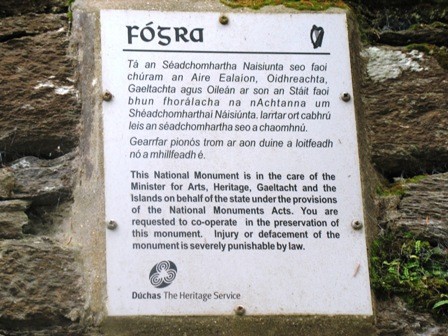 FÓGRA
Tá an Séadchomhartha Naisiunta seo faoi
chúram an Aire Ealaion, Oidhreachta,
Gaeltachta agus Oileán ar son an Stáit faoi
bhun fhorálacha na nAchtanna um
Shéadchomharthaí Náisiúnta. Iarrtar ort cabhrú
leis an séadchomhartha seo a chaomhnú.
Gearrfar pionós trom ar aon duine a loitfeadh
nó a mhillfeadh é.
This National Monument is in the care of the
Minister for Arts, Heritage, Gaeltacht and the
Islands on behalf of the state under the provisions
of the National Monuments Acts. You are
requested to co-operate in the preservation of
this monument. Injury or defacement of the
monument is severely punishable by law.
Dúchas The Heritage Service